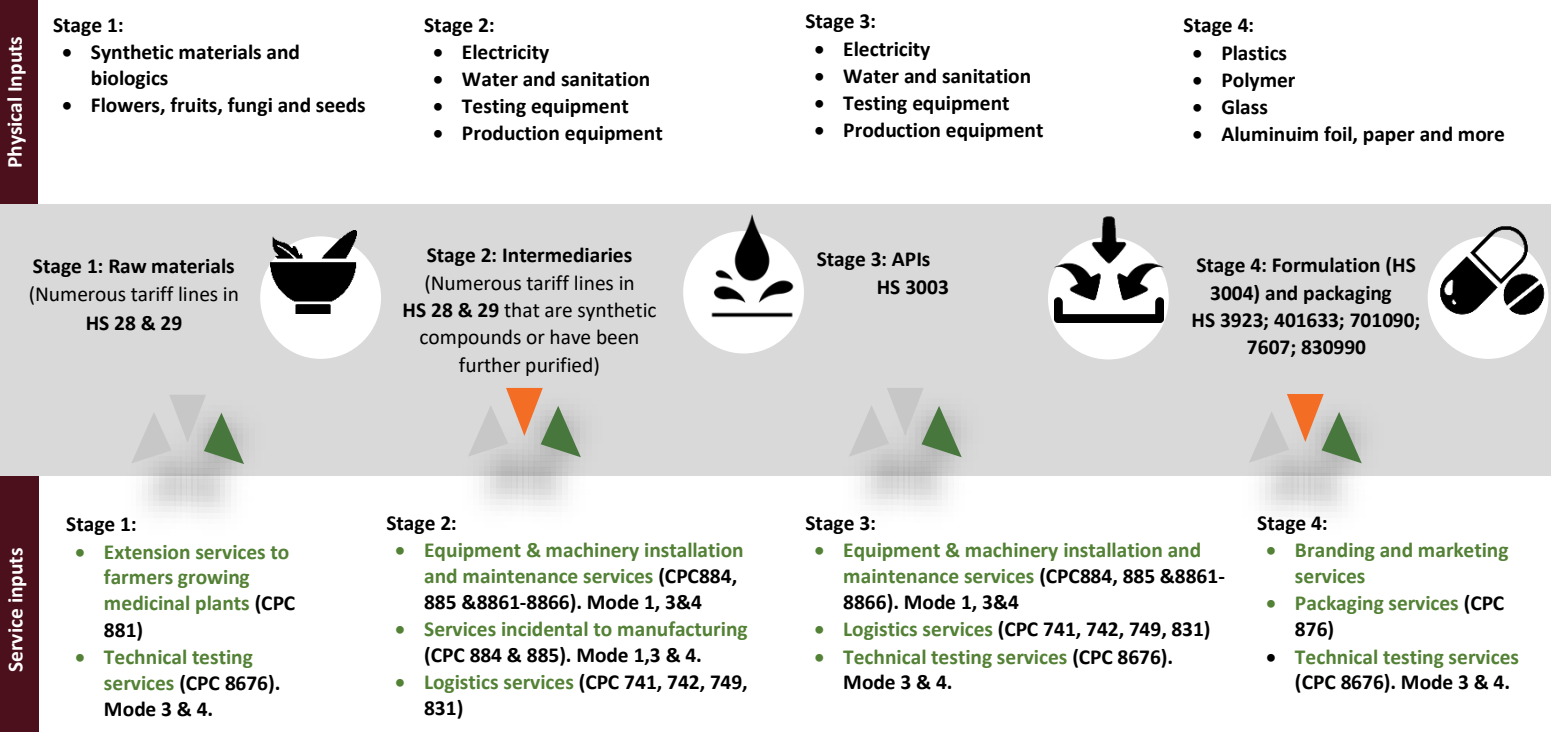 Physical Inputs
Stage 1:
• Synthetic materials and
biologics
• Flowers, fruits, fungi and seeds
Stage 2:
• Electricity
• Water and sanitation
• Testing equipment
• Production equipment
Stage 3:
• Electricity
• Water and sanitation
• Testing equipment
• Production equipment
Stage 4:
• Plastics
• Polymer
• Glass
• Aluminuim foil, paper and more
Stage 1: Raw materials
(Numerous tariff lines in
HS 28 & 29
Stage 2: Intermediaries
(Numerous tariff lines in
HS 28 & 29 that are synthetic
compounds or have been
further purified)
Stage 3: APIs
HS 3003
Stage 4: Formulation (HS
3004) and packaging
HS 3923; 401633; 701090;
7607; 830990
Service inputs
Stage 1:
• Extension services to
farmers growing
medicinal plants (CPC
881)
• Technical testing
services (CPC 8676).
Mode 3 & 4.
Stage 2:
• Equipment & machinery installation
and maintenance services (CPC884,
885 &8861-8866). Mode 1, 3&4
• Services incidental to manufacturing
(CPC 884 & 885). Mode 1,3 & 4.
• Logistics services (CPC 741, 742, 749,
831)
Stage 3:
• Equipment & machinery installation and
maintenance services (CPC884, 885 &8861-
8866). Mode 1, 3&4
• Logistics services (CPC 741, 742, 749, 831)
• Technical testing services (CPC 8676).
Mode 3 & 4.
Stage 4:
• Branding and marketing
services
• Packaging services (CPC
876)
• Technical testing services
(CPC 8676). Mode 3 & 4.